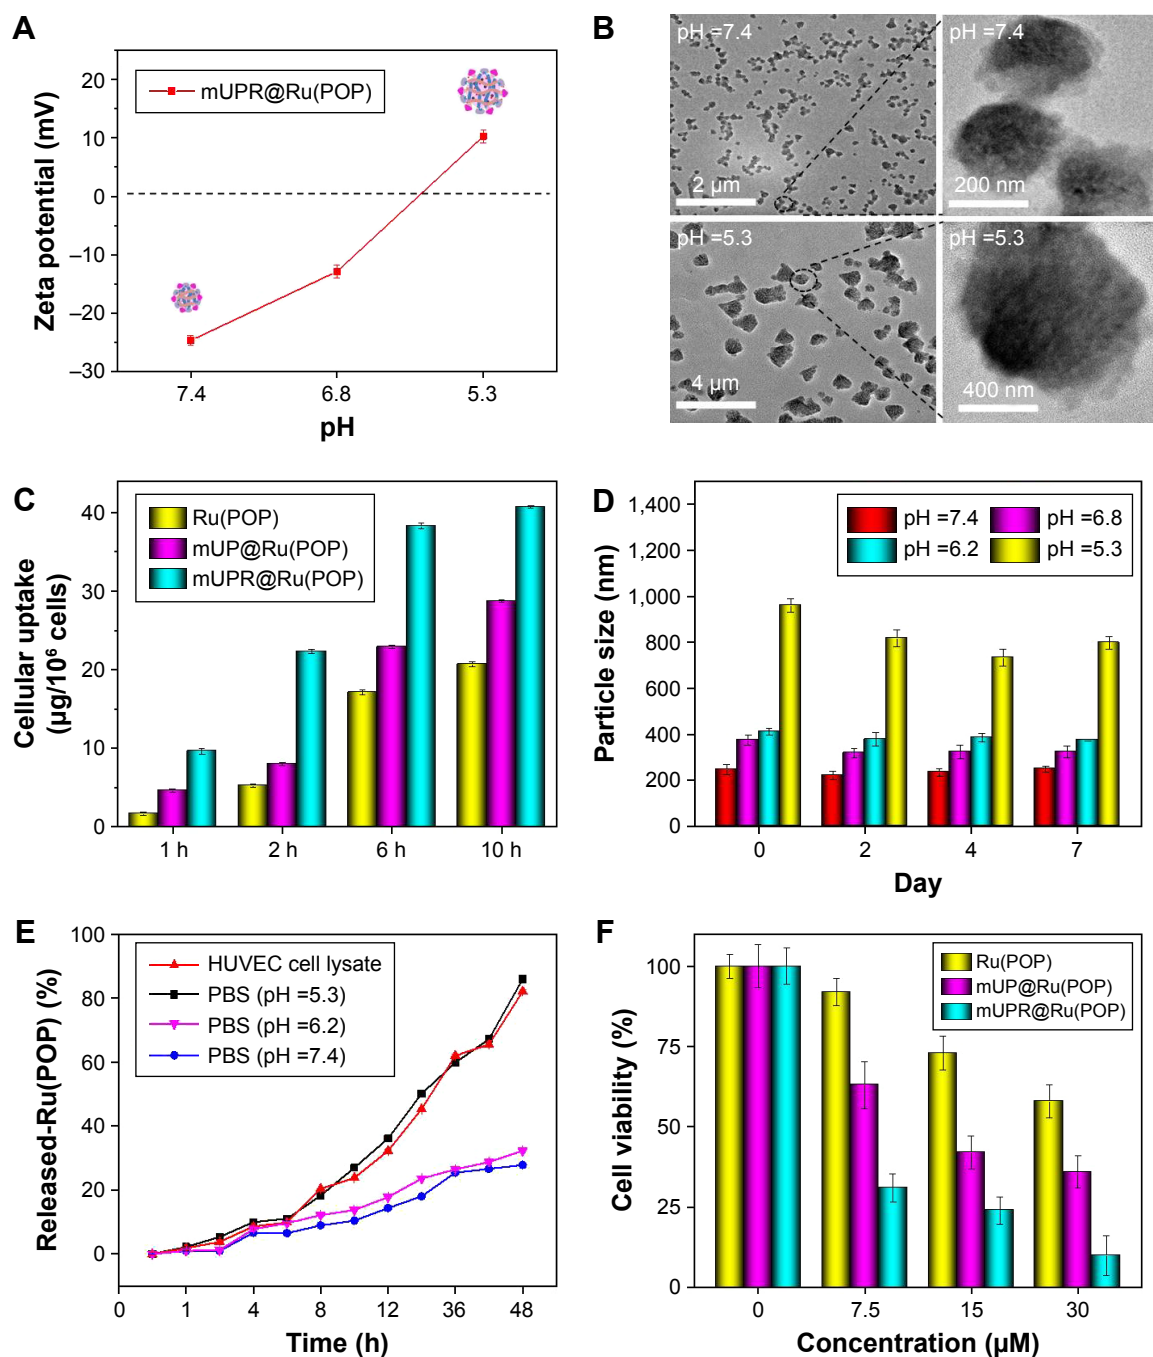 A
20
10
0
–10
–20
–30
Zeta potential (mV)
mUPR@Ru(POP)
7.4
6.8
5.3
pH
B
pH =7.4
2 µm
pH =7.4
200 nm
pH =5.3
4 µm
pH =5.3
400 nm
C
40
30
20
10
0
Cellular uptake
(µg/10⁶ cells)
Ru(POP)
mUP@Ru(POP)
mUPR@Ru(POP)
1 h
2 h
6 h
10 h
D
1,400
1,200
1,000
800
600
400
200
0
Particle size (nm)
pH =7.4
pH =6.8
pH =6.2
pH =5.3
0
2
4
7
Day
E
100
80
60
40
20
0
Released-Ru(POP) (%)
HUVEC cell lysate
PBS (pH =5.3)
PBS (pH =6.2)
PBS (pH =7.4)
0
1
4
8
12
36
48
Time (h)
F
100
75
50
25
0
Cell viability (%)
Ru(POP)
mUP@Ru(POP)
mUPR@Ru(POP)
0
7.5
15
30
Concentration (µM)